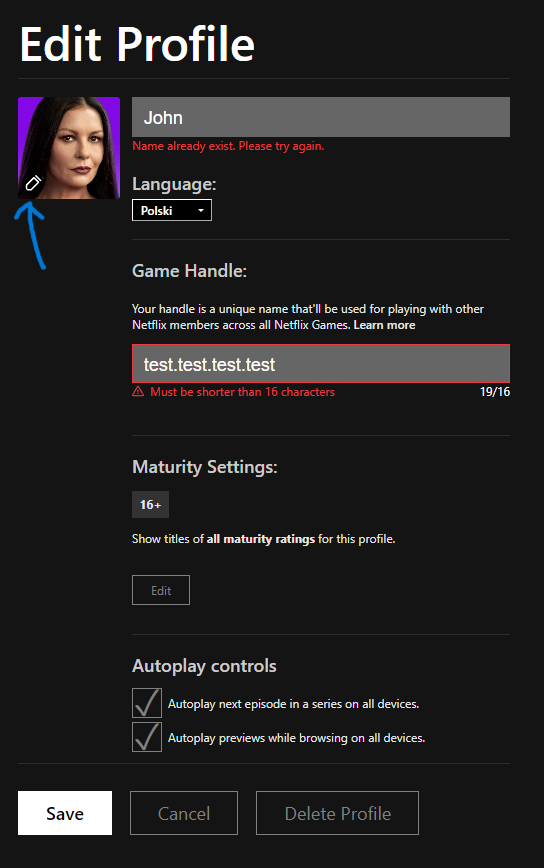 Edit Profile
John
Name already exist. Please try again.
Language:
Polski
Game Handle:
Your handle is a unique name that'll be used for playing with other
Netflix members across all Netflix Games. Learn more
test.test.test.test
Must be shorter than 16 characters 19/16
Maturity Settings:
16+
Show titles of all maturity ratings for this profile.
Edit
Autoplay controls
Autoplay next episode in a series on all devices.
Autoplay previews while browsing on all devices.
Save Cancel Delete Profile